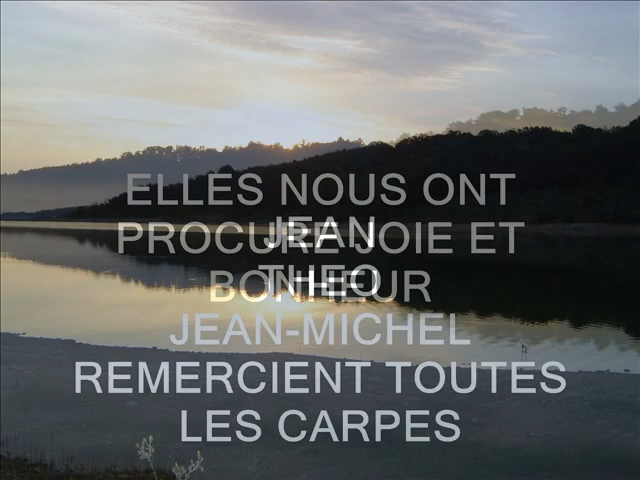 ELLES NOUS ONT
PROCURE JOIE ET
JEAN
BONHEUR
THEO
JEAN-MICHEL
REMERCIENT TOUTES
LES CARPES